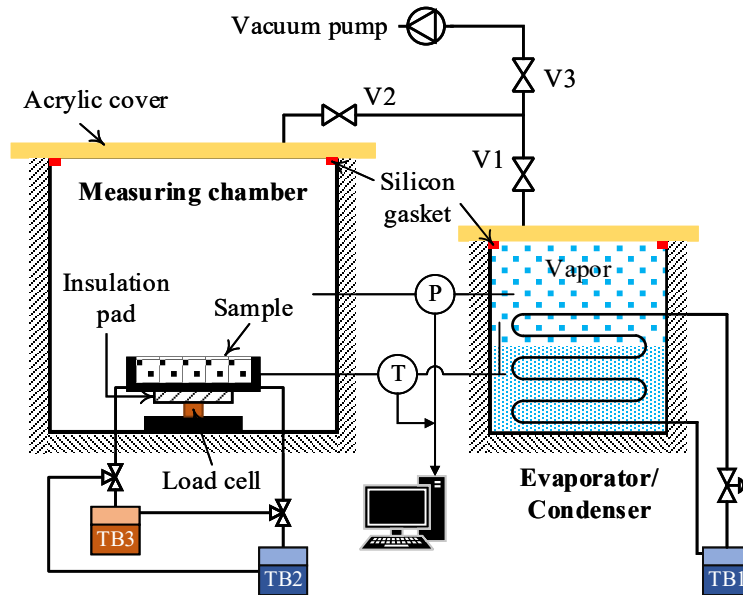 Vacuum pump
V3
Acrylic cover
V2
V1
Measuring chamber
Silicon
gasket
Vapor
Insulation
pad
Sample
P
T
Load cell
Evaporator/
Condenser
TB3
TB2
TB1